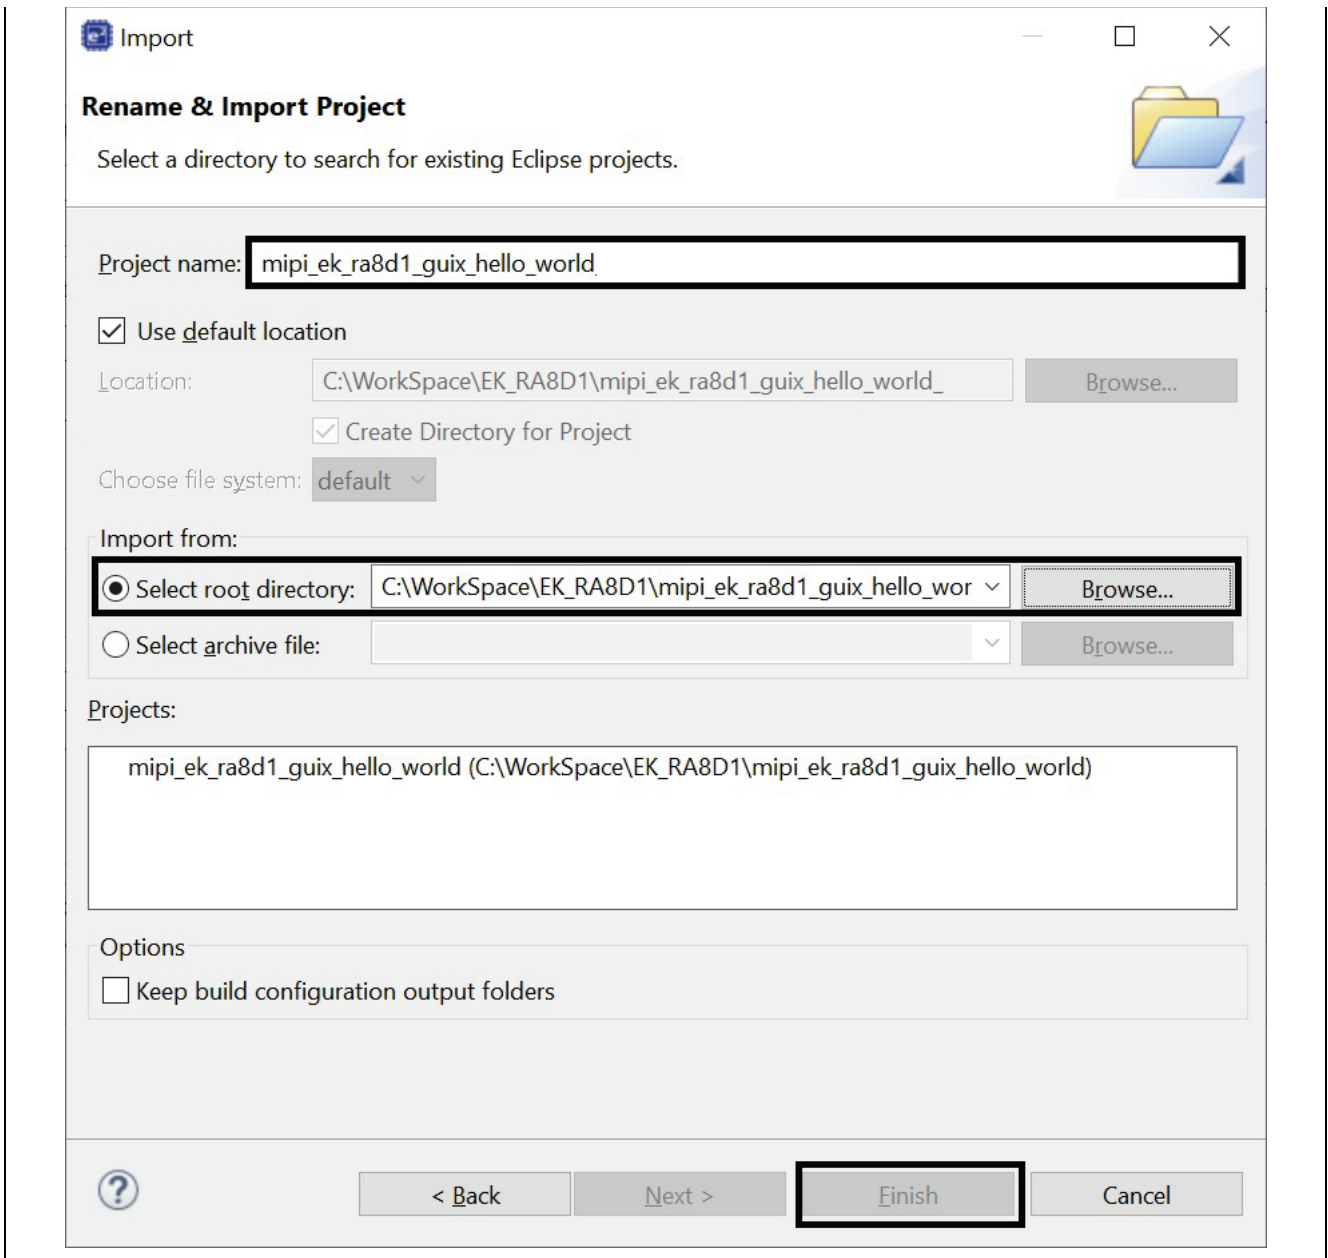 Import
Rename & Import Project
Select a directory to search for existing Eclipse projects.
Project name: mipi_ek_ra8d1_guix_hello_world
Use default location
Location: C:\WorkSpace\EK_RA8D1\mipi_ek_ra8d1_guix_hello_world_ Browse...
Create Directory for Project
Choose file system: default
Import from:
Select root directory: C:\WorkSpace\EK_RA8D1\mipi_ek_ra8d1_guix_hello_wor Browse...
Select archive file: Browse...
Projects:
mipi_ek_ra8d1_guix_hello_world (C:\WorkSpace\EK_RA8D1\mipi_ek_ra8d1_guix_hello_world)
Options
Keep build configuration output folders
? < Back Next > Finish Cancel